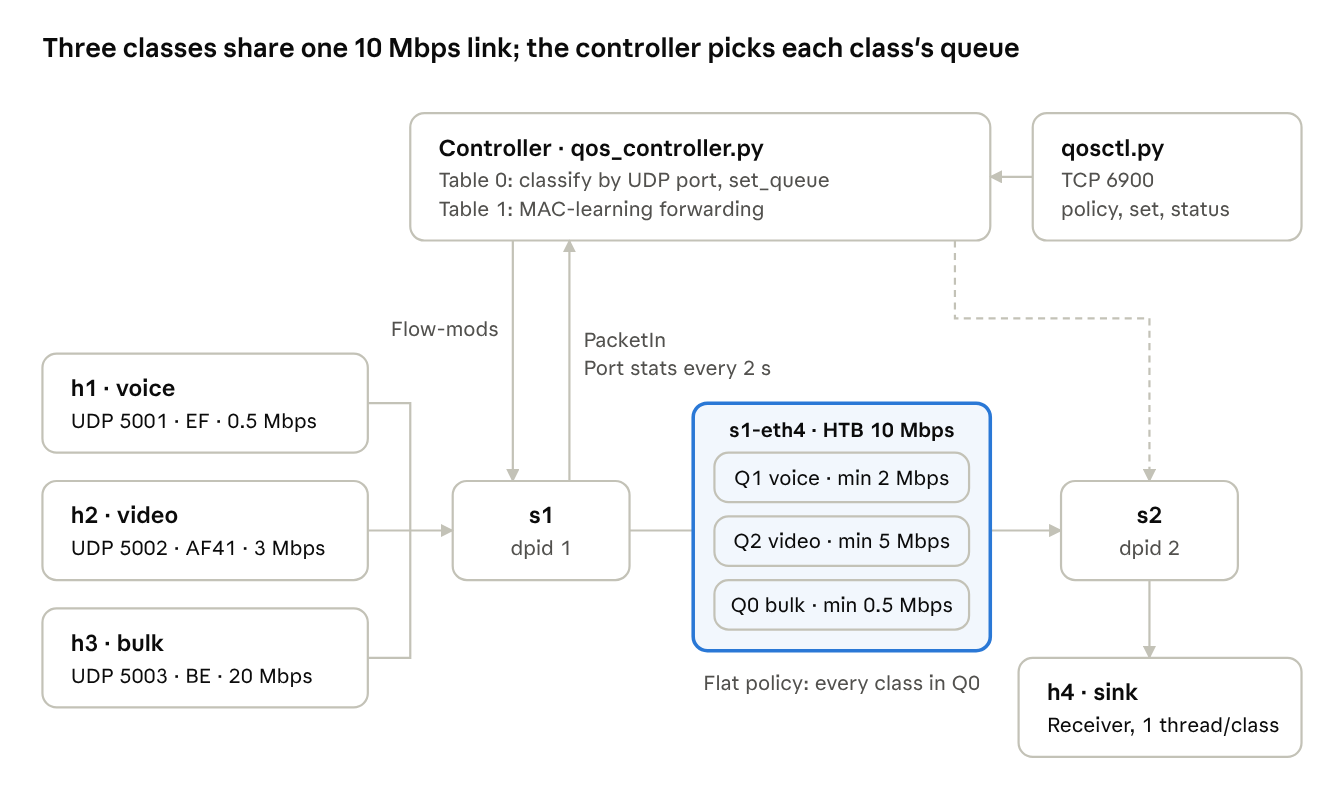 Three classes share one 10 Mbps link; the controller picks each class's queue
Controller · qos_controller.py
Table 0: classify by UDP port, set_queue
Table 1: MAC-learning forwarding
qosctl.py
TCP 6900
policy, set, status
Flow-mods
PacketIn
Port stats every 2 s
h1 · voice
UDP 5001 · EF · 0.5 Mbps
h2 · video
UDP 5002 · AF41 · 3 Mbps
h3 · bulk
UDP 5003 · BE · 20 Mbps
s1
dpid 1
s1-eth4 · HTB 10 Mbps
Q1 voice · min 2 Mbps
Q2 video · min 5 Mbps
Q0 bulk · min 0.5 Mbps
Flat policy: every class in Q0
s2
dpid 2
h4 · sink
Receiver, 1 thread/class